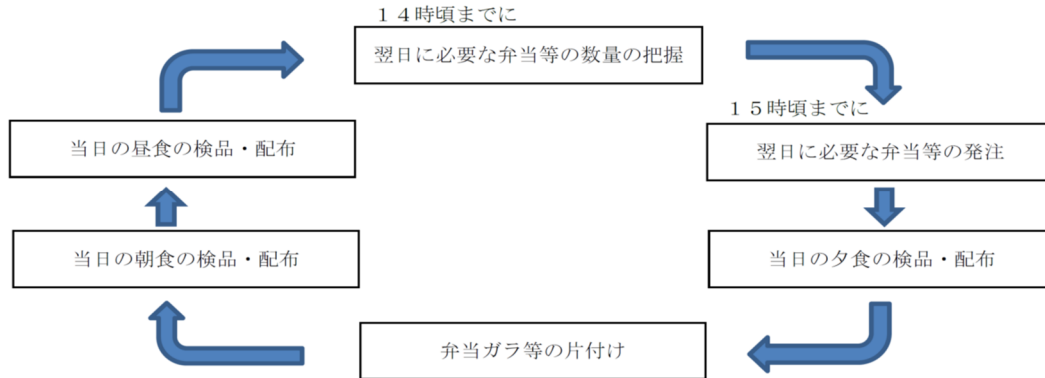 １４時頃までに
翌日に必要な弁当等の数量の把握
１５時頃までに
翌日に必要な弁当等の発注
当日の夕食の検品・配布
弁当ガラ等の片付け
当日の朝食の検品・配布
当日の昼食の検品・配布